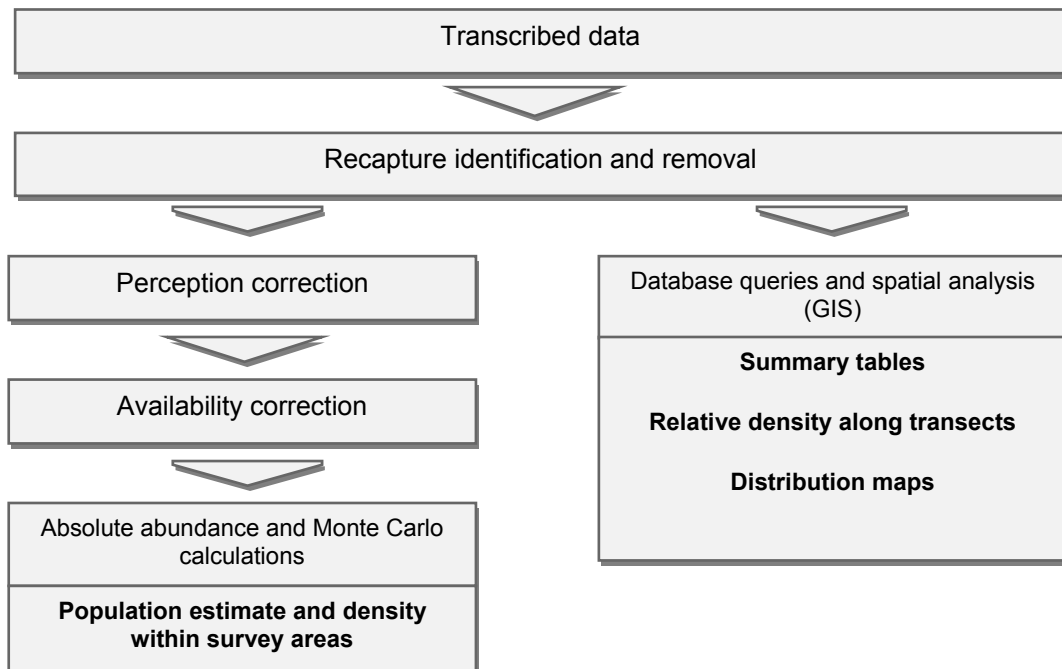 Transcribed data
Recapture identification and removal
Perception correction
Availability correction
Absolute abundance and Monte Carlo
calculations
Population estimate and density
within survey areas
Database queries and spatial analysis
(GIS)
Summary tables
Relative density along transects
Distribution maps